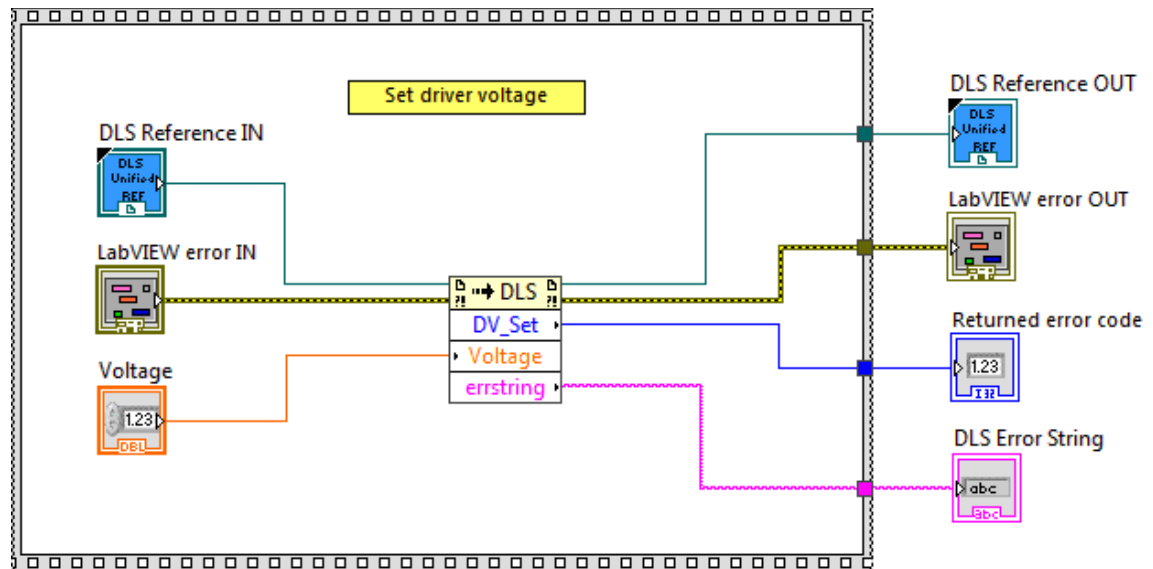 Set driver voltage
DLS Reference IN
DLS
Unified
REF
LabVIEW error IN
Voltage
1.23
DBL
?! DLS ?!
DV_Set
Voltage
errstring
DLS Reference OUT
DLS
Unified
REF
LabVIEW error OUT
Returned error code
1.23
I32
DLS Error String
abc
abc